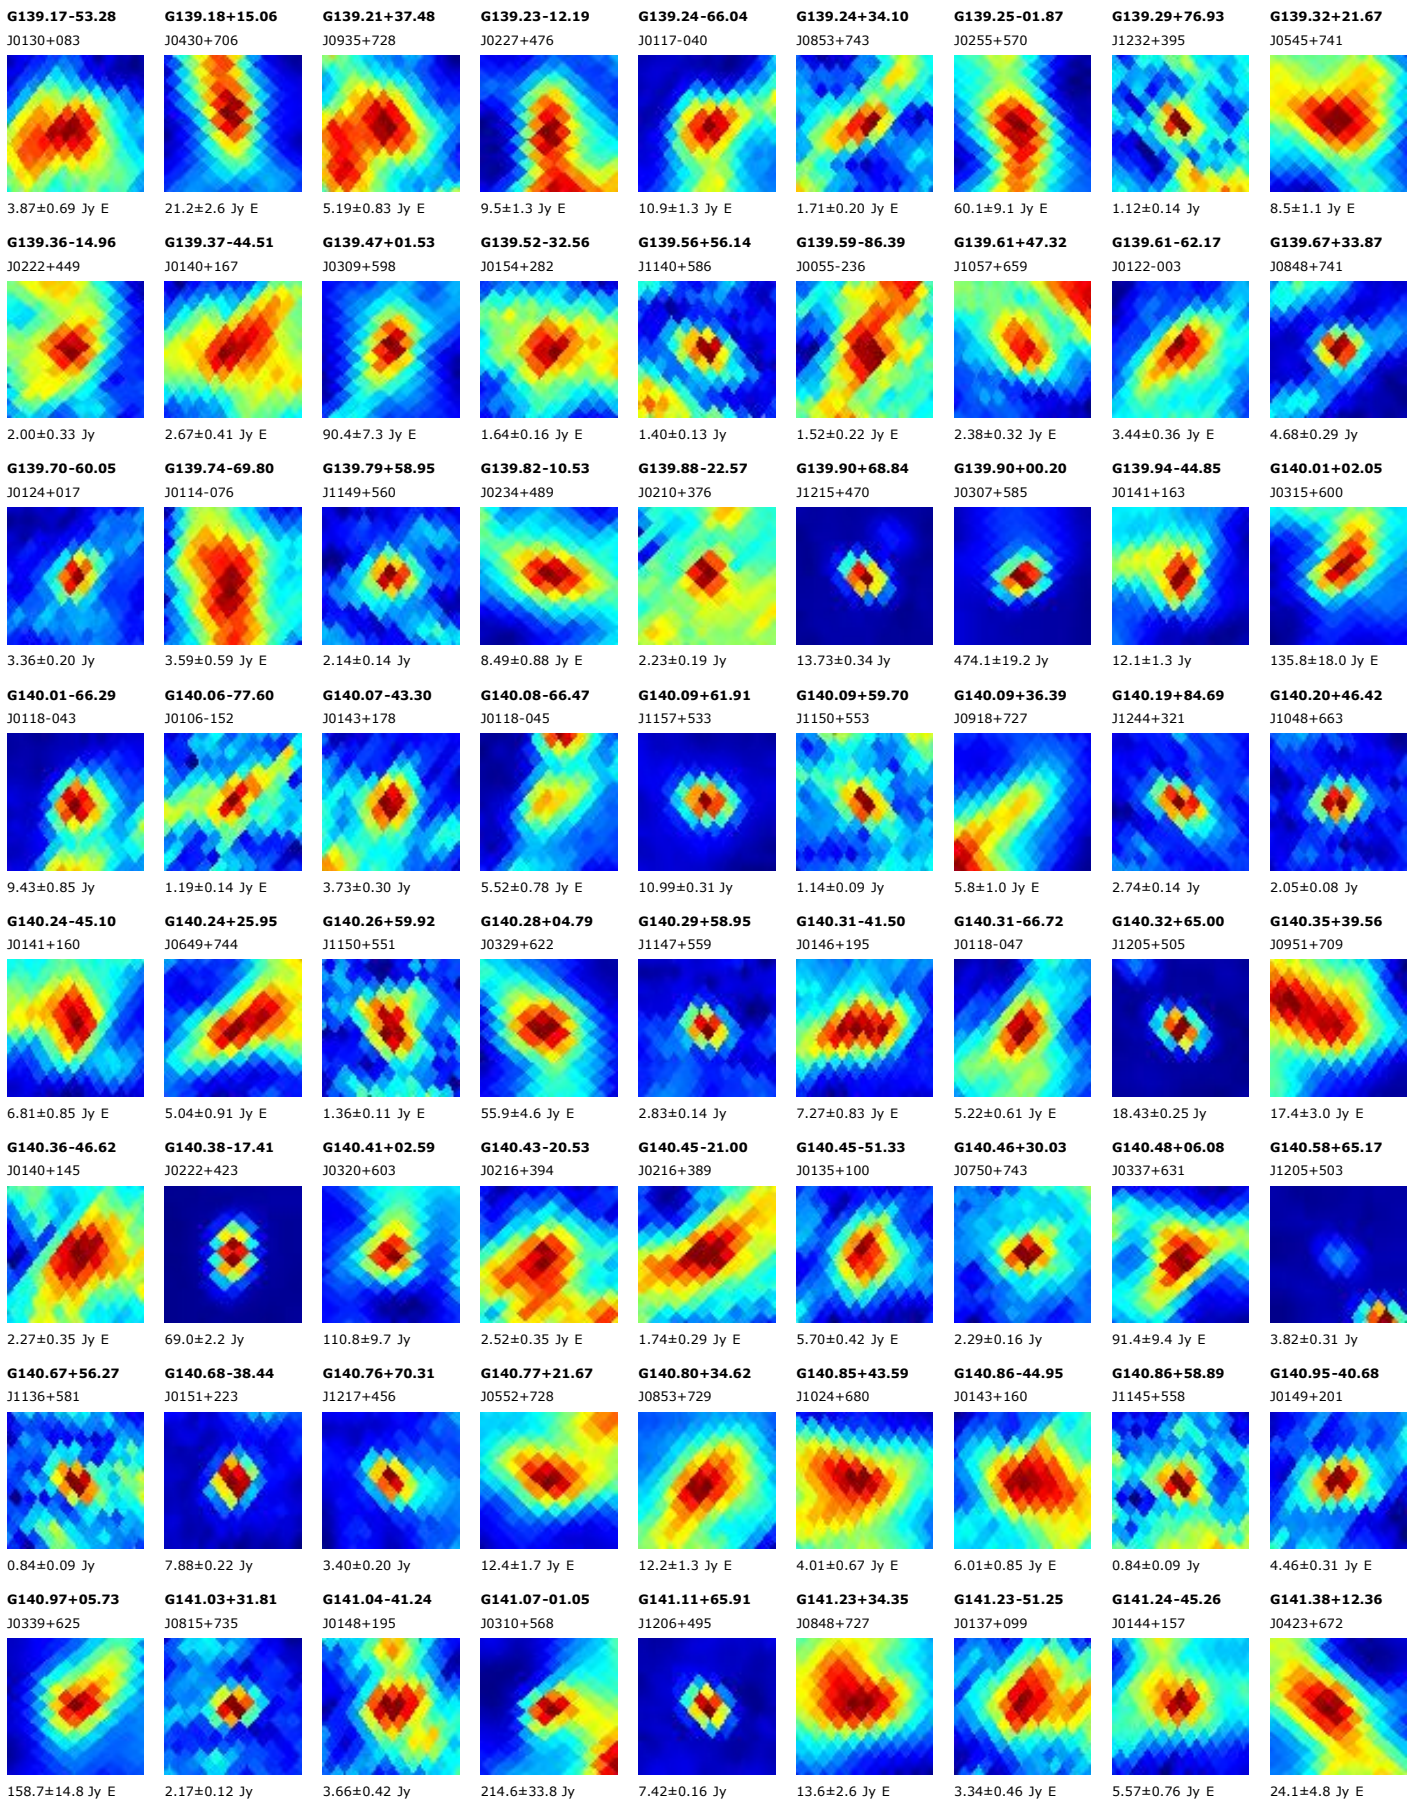 G139.17-53.28 G139.18+15.06 G139.21+37.48 G139.23-12.19 G139.24-66.04 G139.24+34.10 G139.25-01.87 G139.29+76.93 G139.32+21.67
J0130+083 J0430+706 J0935+728 J0227+476 J0117-040 J0853+743 J0255+570 J1232+395 J0545+741
3.87±0.69 Jy E 21.2±2.6 Jy E 5.19±0.83 Jy E 9.5±1.3 Jy E 10.9±1.3 Jy E 1.71±0.20 Jy E 60.1±9.1 Jy E 1.12±0.14 Jy 8.5±1.1 Jy E
G139.36-14.96 G139.37-44.51 G139.47+01.53 G139.52-32.56 G139.56+56.14 G139.59-86.39 G139.61+47.32 G139.61-62.17 G139.67+33.87
J0222+449 J0140+167 J0309+598 J0154+282 J1140+586 J0055-236 J1057+659 J0122-003 J0848+741
2.00±0.33 Jy 2.67±0.41 Jy E 90.4±7.3 Jy E 1.64±0.16 Jy E 1.40±0.13 Jy 1.52±0.22 Jy E 2.38±0.32 Jy E 3.44±0.36 Jy E 4.68±0.29 Jy
G139.70-60.05 G139.74-69.80 G139.79+58.95 G139.82-10.53 G139.88-22.57 G139.90+68.84 G139.90+00.20 G139.94-44.85 G140.01+02.05
J0124+017 J0114-076 J1149+560 J0234+489 J0210+376 J1215+470 J0307+585 J0141+163 J0315+600
3.36±0.20 Jy 3.59±0.59 Jy E 2.14±0.14 Jy 8.49±0.88 Jy E 2.23±0.19 Jy 13.73±0.34 Jy 474.1±19.2 Jy 12.1±1.3 Jy 135.8±18.0 Jy E
G140.01-66.29 G140.06-77.60 G140.07-43.30 G140.08-66.47 G140.09+61.91 G140.09+59.70 G140.09+36.39 G140.19+84.69 G140.20+46.42
J0118-043 J0106-152 J0143+178 J0118-045 J1157+533 J1150+553 J0918+727 J1244+321 J1048+663
9.43±0.85 Jy 1.19±0.14 Jy E 3.73±0.30 Jy 5.52±0.78 Jy E 10.99±0.31 Jy 1.14±0.09 Jy 5.8±1.0 Jy E 2.74±0.14 Jy 2.05±0.08 Jy
G140.24-45.10 G140.24+25.95 G140.26+59.92 G140.28+04.79 G140.29+58.95 G140.31-41.50 G140.31-66.72 G140.32+65.00 G140.35+39.56
J0141+160 J0649+744 J1150+551 J0329+622 J1147+559 J0146+195 J0118-047 J1205+505 J0951+709
6.81±0.85 Jy E 5.04±0.91 Jy E 1.36±0.11 Jy E 55.9±4.6 Jy E 2.83±0.14 Jy 7.27±0.83 Jy E 5.22±0.61 Jy E 18.43±0.25 Jy 17.4±3.0 Jy E
G140.36-46.62 G140.38-17.41 G140.41+02.59 G140.43-20.53 G140.45-21.00 G140.45-51.33 G140.46+30.03 G140.48+06.08 G140.58+65.17
J0140+145 J0222+423 J0320+603 J0216+394 J0216+389 J0135+100 J0750+743 J0337+631 J1205+503
2.27±0.35 Jy E 69.0±2.2 Jy 110.8±9.7 Jy 2.52±0.35 Jy E 1.74±0.29 Jy E 5.70±0.42 Jy E 2.29±0.16 Jy 91.4±9.4 Jy E 3.82±0.31 Jy
G140.67+56.27 G140.68-38.44 G140.76+70.31 G140.77+21.67 G140.80+34.62 G140.85+43.59 G140.86-44.95 G140.86+58.89 G140.95-40.68
J1136+581 J0151+223 J1217+456 J0552+728 J0853+729 J1024+680 J0143+160 J1145+558 J0149+201
0.84±0.09 Jy 7.88±0.22 Jy 3.40±0.20 Jy 12.4±1.7 Jy E 12.2±1.3 Jy E 4.01±0.67 Jy E 6.01±0.85 Jy E 0.84±0.09 Jy 4.46±0.31 Jy E
G140.97+05.73 G141.03+31.81 G141.04-41.24 G141.07-01.05 G141.11+65.91 G141.23+34.35 G141.23-51.25 G141.24-45.26 G141.38+12.36
J0339+625 J0815+735 J0148+195 J0310+568 J1206+495 J0848+727 J0137+099 J0144+157 J0423+672
158.7±14.8 Jy E 2.17±0.12 Jy 3.66±0.42 Jy 214.6±33.8 Jy 7.42±0.16 Jy 13.6±2.6 Jy E 3.34±0.46 Jy E 5.57±0.76 Jy E 24.1±4.8 Jy E